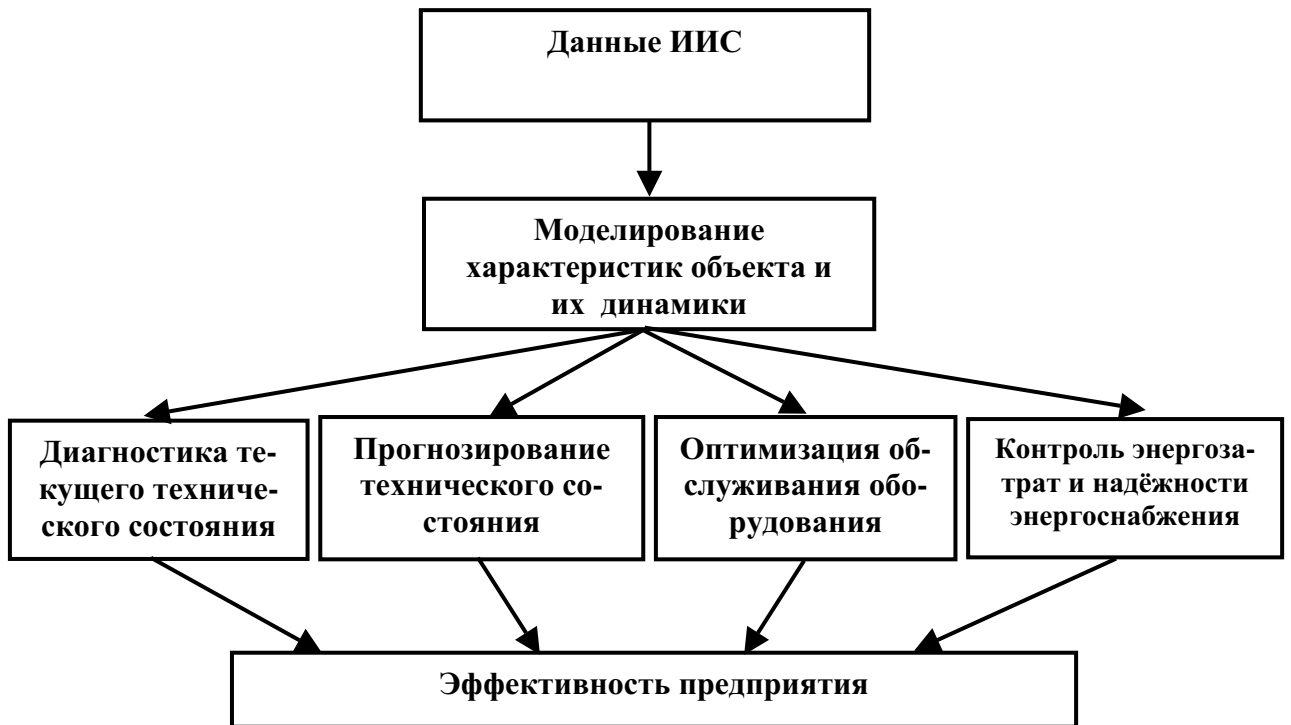 Данные ИИС
Моделирование
характеристик объекта и
их динамики
Диагностика те-
кущего техниче-
ского состояния
Прогнозирование
технического со-
стояния
Оптимизация об-
служивания обо-
рудования
Контроль энергоза-
трат и надёжности
энергоснабжения
Эффективность предприятия